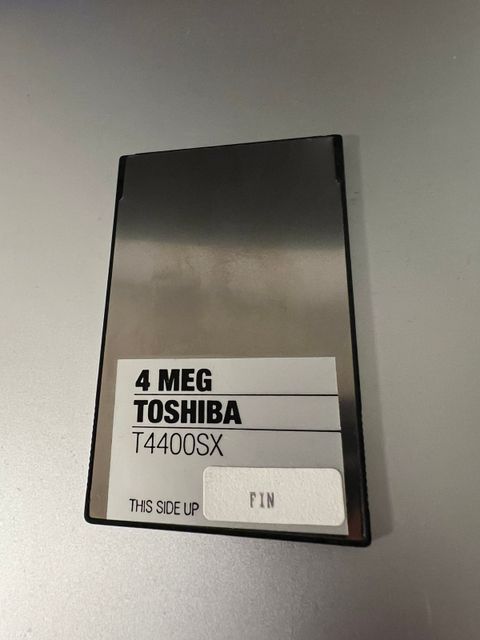 4 MEG
TOSHIBA
T4400SX
THIS SIDE UP
FIN